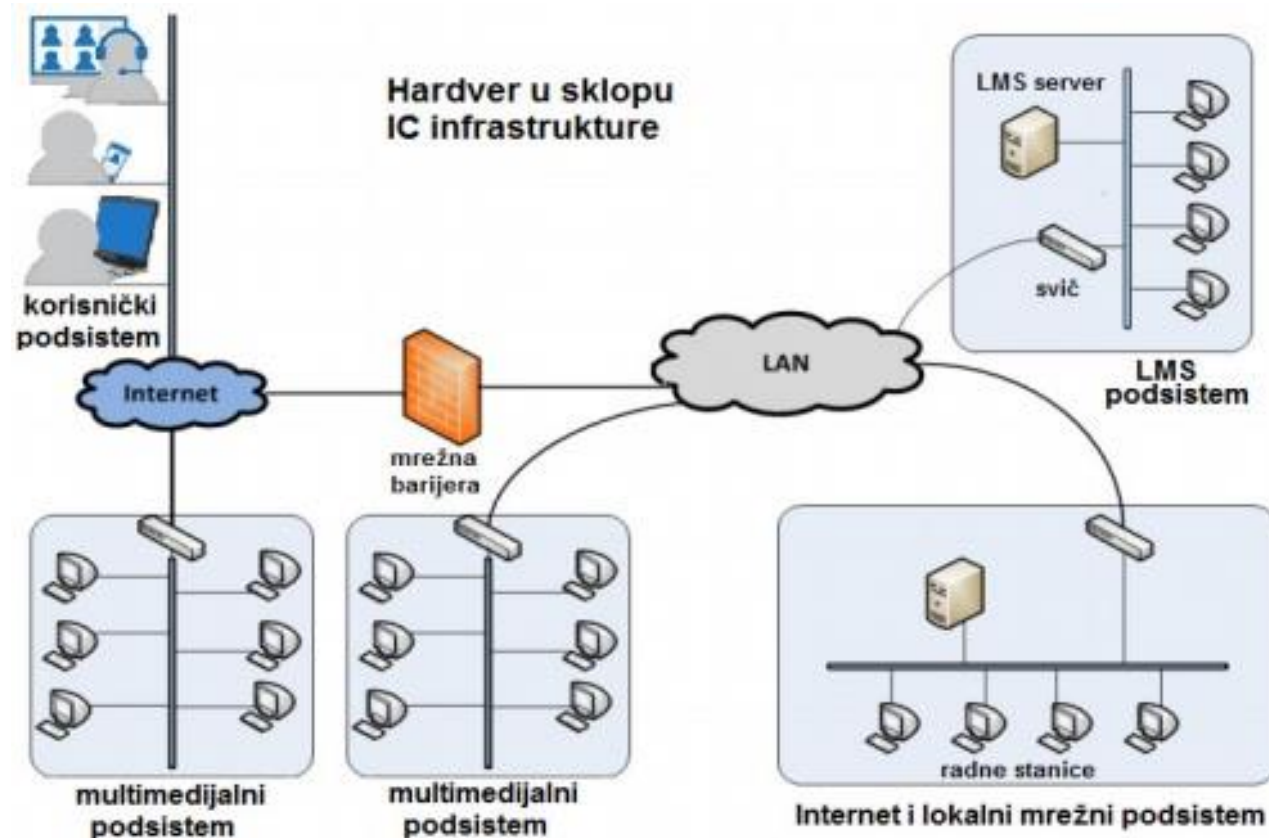 Hardver u sklopu
IC infrastrukture
korisnički
podsistem
Internet
mrežna
barijera
LAN
LMS server
svič
LMS
podsistem
multimedijalni
podsistem
multimedijalni
podsistem
radne stanice
Internet i lokalni mrežni podsistem